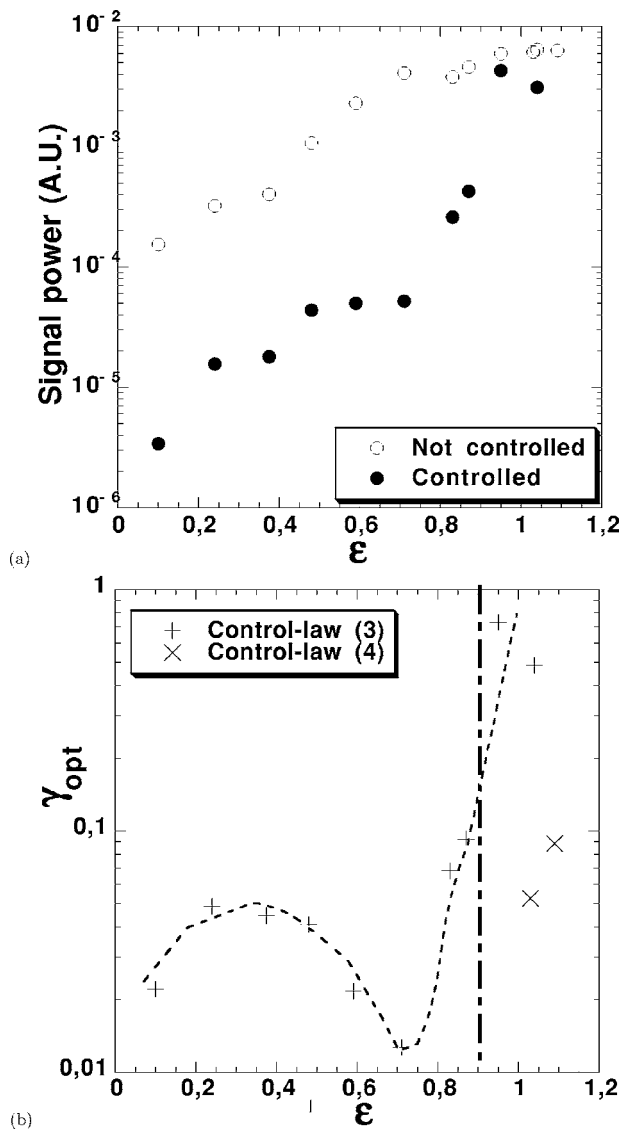 10⁻²
10⁻³
10⁻⁴
10⁻⁵
10⁻⁶
Signal power (A.U.)
Not controlled
Controlled
0 0,2 0,4 0,6 0,8 1 1,2
ε
(a)
1
0,1
0,01
γopt
Control-law (3)
Control-law (4)
0 0,2 0,4 0,6 0,8 1 1,2
ε
(b)